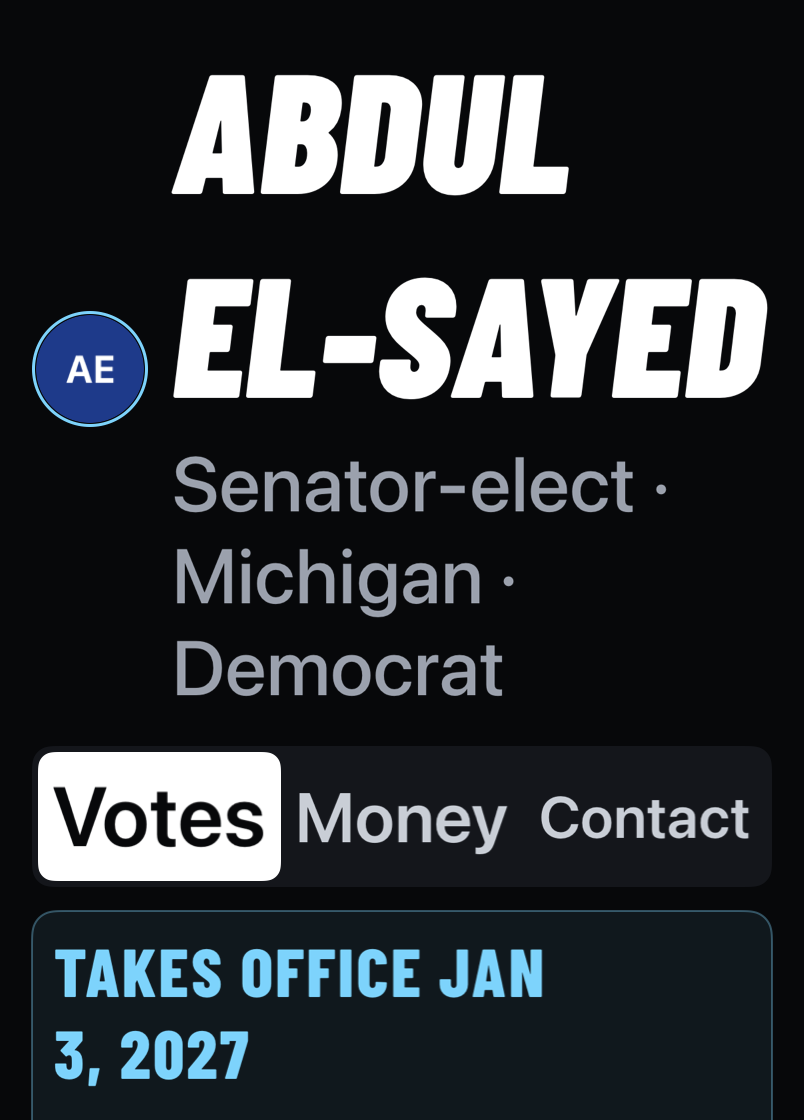 ABDUL
EL-SAYED
AE
Senator-elect ·
Michigan ·
Democrat
Votes Money Contact
TAKES OFFICE JAN
3, 2027